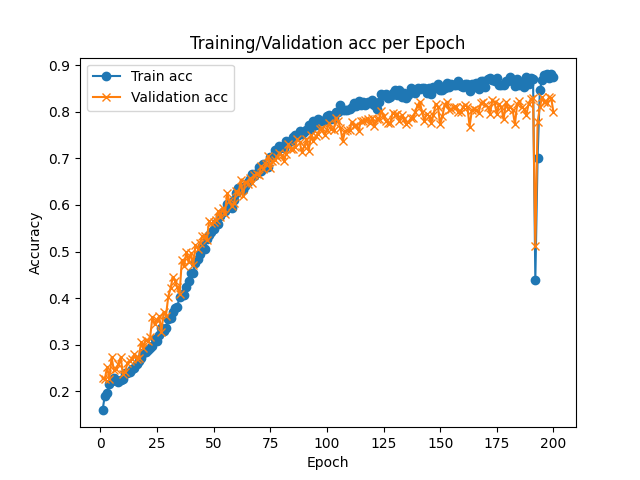 Training/Validation acc per Epoch
Train acc
Validation acc
Accuracy
0.9
0.8
0.7
0.6
0.5
0.4
0.3
0.2
0 25 50 75 100 125 150 175 200
Epoch